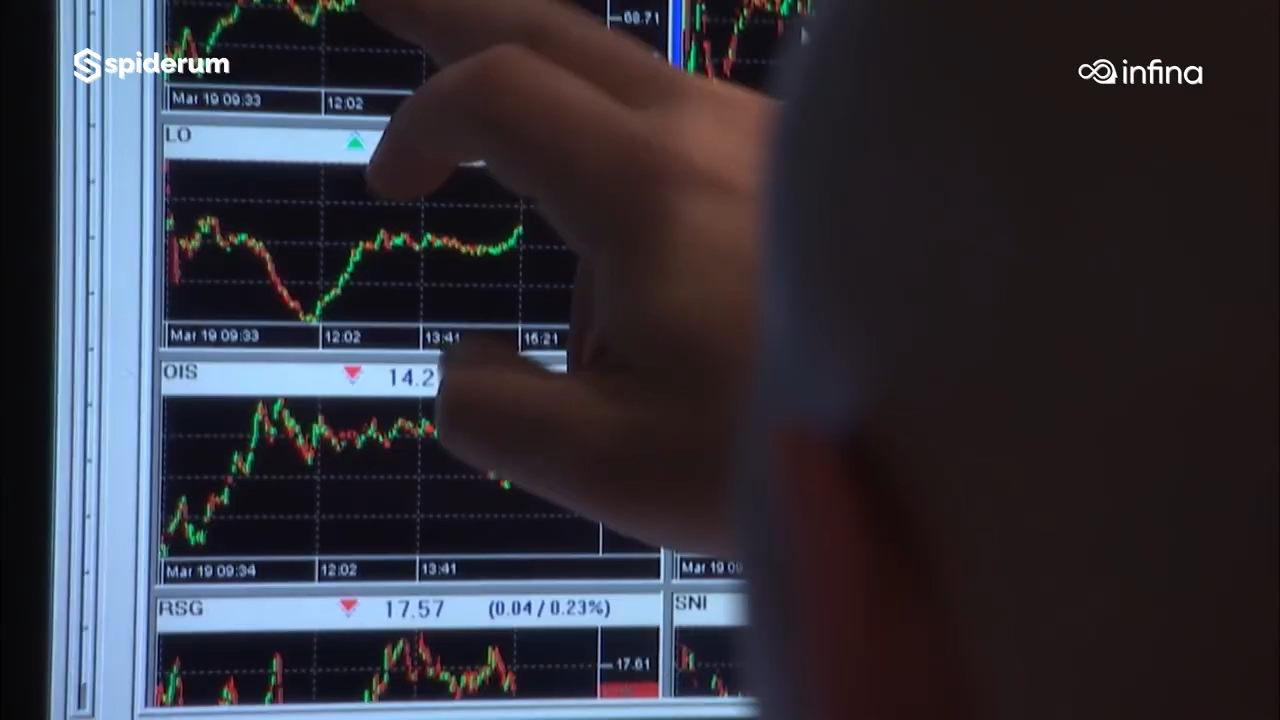 spiderum
infina
68.71
Mar 19 09:33 12:02
LO
Mar 19 09:33 12:02 13:41 15:21
OIS 14.2
Mar 19 09:34 12:02 13:41
Mar 19 09
RSG 17.57 (0.04 / 0.23%)
SNI
17.61